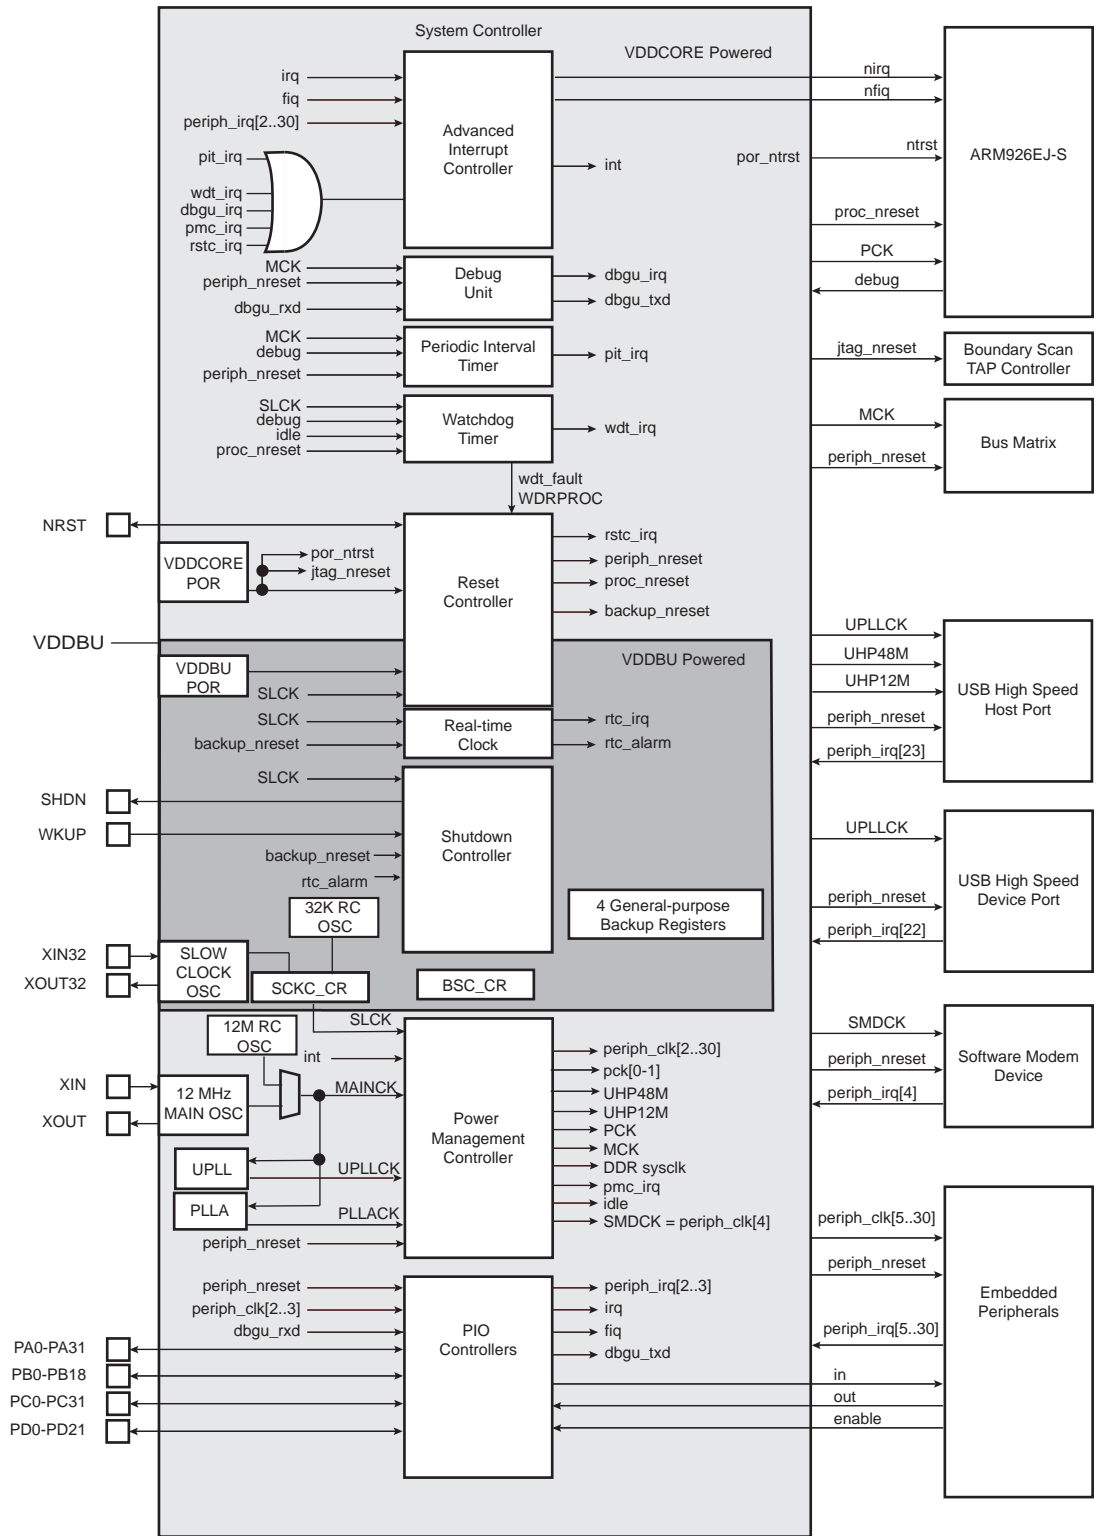 System Controller
VDDCORE Powered
irq
fiq
periph_irq[2..30]
pit_irq
wdt_irq
dbgu_irq
pmc_irq
rstc_irq
Advanced
Interrupt
Controller
int
nirq
nfiq
por_ntrst
ntrst
proc_nreset
PCK
debug
ARM926EJ-S
MCK
periph_nreset
dbgu_rxd
Debug
Unit
dbgu_irq
dbgu_txd
MCK
debug
periph_nreset
Periodic Interval
Timer
pit_irq
jtag_nreset
Boundary Scan
TAP Controller
SLCK
debug
idle
proc_nreset
Watchdog
Timer
wdt_irq
MCK
periph_nreset
Bus Matrix
wdt_fault
WDRPROC
NRST
VDDCORE
POR
por_ntrst
jtag_nreset
Reset
Controller
rstc_irq
periph_nreset
proc_nreset
backup_nreset
VDDBU
VDDBU Powered
VDDBU
POR
SLCK
UPLLCK
UHP48M
UHP12M
periph_nreset
periph_irq[23]
USB High Speed
Host Port
SLCK
backup_nreset
Real-time
Clock
rtc_irq
rtc_alarm
SLCK
SHDN
WKUP
backup_nreset
rtc_alarm
Shutdown
Controller
4 General-purpose
Backup Registers
UPLLCK
periph_nreset
periph_irq[22]
USB High Speed
Device Port
32K RC
OSC
XIN32
XOUT32
SLOW
CLOCK
OSC
SCKC_CR
BSC_CR
SLCK
12M RC
OSC
int
XIN
XOUT
12 MHz
MAIN OSC
MAINCK
UPLL
UPLLCK
PLLA
PLLACK
periph_nreset
Power
Management
Controller
periph_clk[2..30]
pck[0-1]
UHP48M
UHP12M
PCK
MCK
DDR sysclk
pmc_irq
idle
SMDCK = periph_clk[4]
SMDCK
periph_nreset
periph_irq[4]
Software Modem
Device
periph_nreset
periph_clk[2..3]
dbgu_rxd
PA0-PA31
PB0-PB18
PC0-PC31
PD0-PD21
PIO
Controllers
periph_irq[2..3]
irq
fiq
dbgu_txd
periph_clk[5..30]
periph_nreset
periph_irq[5..30]
in
out
enable
Embedded
Peripherals